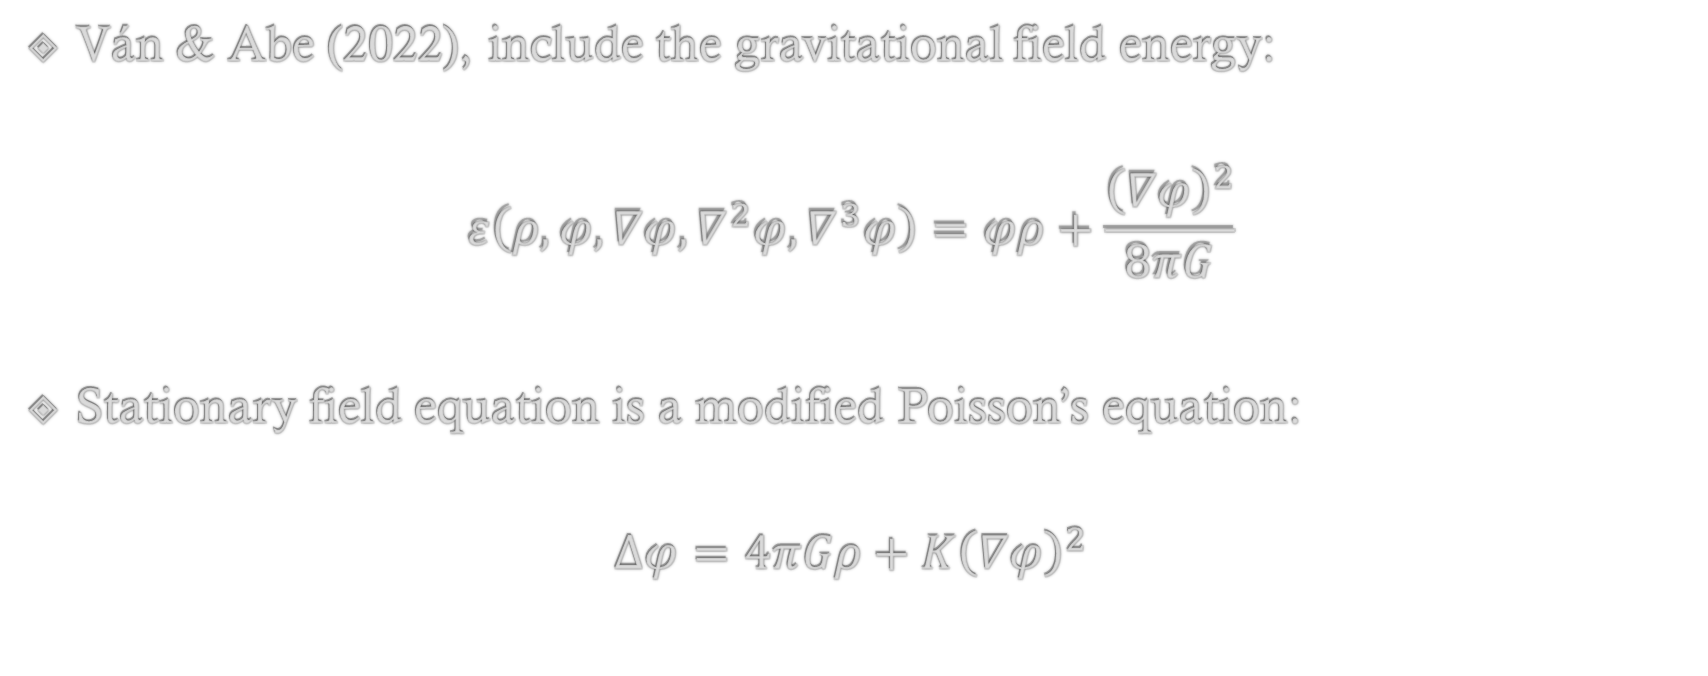 ❖ Ván & Abe (2022), include the gravitational field energy:
ε(ρ, φ, ∇φ, ∇²φ, ∇³φ) = φρ + (∇φ)² / 8πG
❖ Stationary field equation is a modified Poisson’s equation:
Δφ = 4πGρ + K(∇φ)²